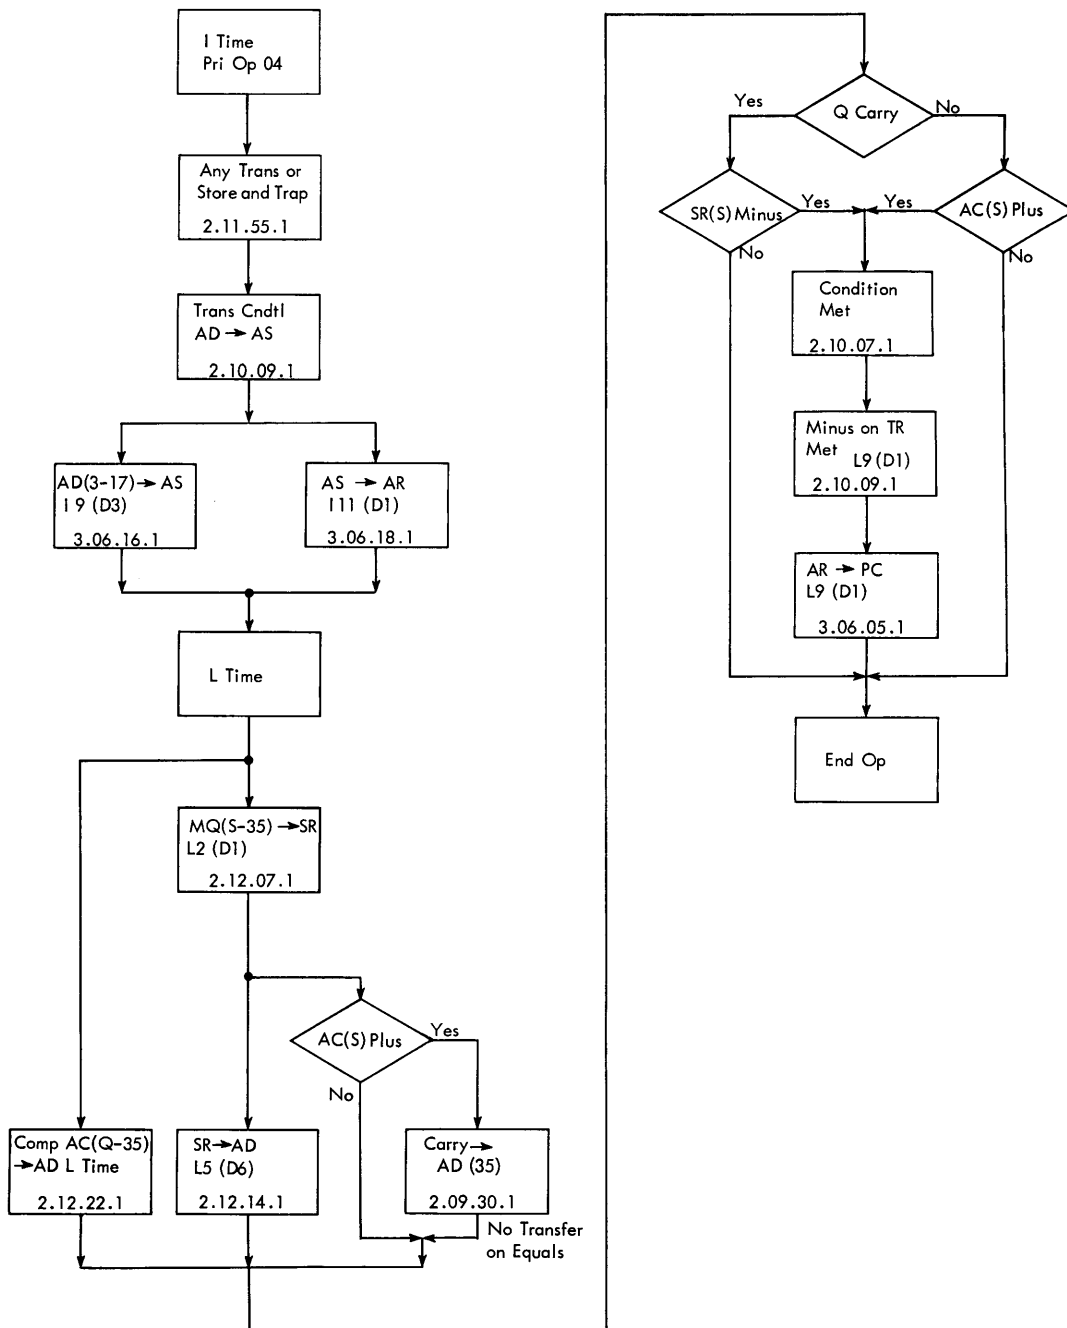 I Time
Pri Op 04
Any Trans or
Store and Trap
2.11.55.1
Trans Cndtl
AD → AS
2.10.09.1
AD(3-17) → AS
I 9 (D3)
3.06.16.1
AS → AR
I 11 (D1)
3.06.18.1
L Time
MQ(S-35) → SR
L2 (D1)
2.12.07.1
AC(S) Plus
Yes
No
Comp AC(Q-35)
→ AD L Time
2.12.22.1
SR → AD
L5 (D6)
2.12.14.1
Carry →
AD (35)
2.09.30.1
No Transfer
on Equals
Q Carry
Yes
No
SR(S) Minus
Yes
No
AC(S) Plus
Yes
No
Condition
Met
2.10.07.1
Minus on TR
Met L9 (D1)
2.10.09.1
AR → PC
L9 (D1)
3.06.05.1
End Op